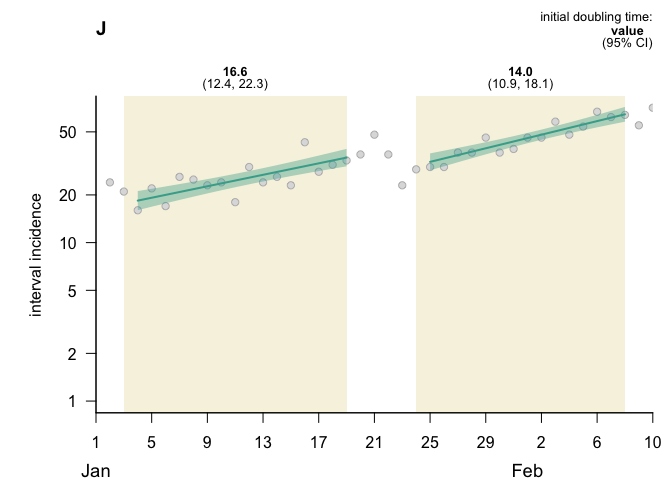 J
initial doubling time:
value
(95% CI)
16.6
(12.4, 22.3)
14.0
(10.9, 18.1)
interval incidence
50
20
10
5
2
1
1 5 9 13 17 21 25 29 2 6 10
Jan Feb